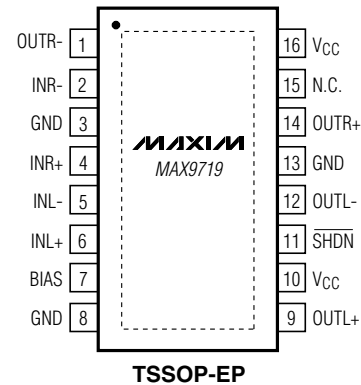 OUTR- 1
INR- 2
GND 3
INR+ 4
INL- 5
INL+ 6
BIAS 7
GND 8
MAXIM
MAX9719
16 VCC
15 N.C.
14 OUTR+
13 GND
12 OUTL-
11 SHDN
10 VCC
9 OUTL+
TSSOP-EP